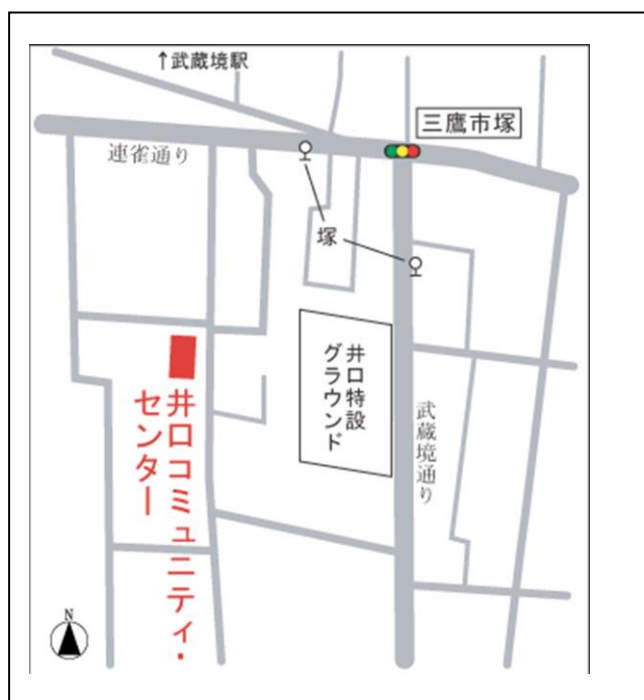 ↑武蔵境駅
三鷹市塚
連雀通り
塚
井口特設
グラウンド
武蔵境通り
井口コミュニティ・
センター
N